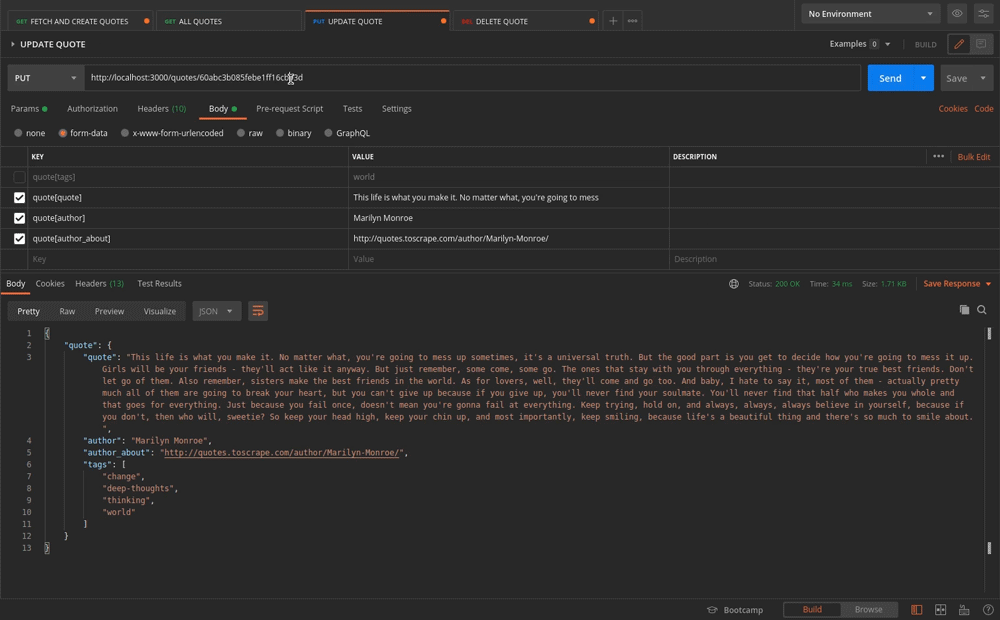 GET FETCH AND CREATE QUOTES GET ALL QUOTES PUT UPDATE QUOTE DEL DELETE QUOTE No Environment
UPDATE QUOTE Examples 0 BUILD
PUT http://localhost:3000/quotes/60abc3b085febe1ff16cb 3d Send Save
Params Authorization Headers (10) Body Pre-request Script Tests Settings Cookies Code
none form-data x-www-form-urlencoded raw binary GraphQL
KEY VALUE DESCRIPTION Bulk Edit
quote[tags] world
quote[quote] This life is what you make it. No matter what, you're going to mess
quote[author] Marilyn Monroe
quote[author_about] http://quotes.toscrape.com/author/Marilyn-Monroe/
Key Value Description
Body Cookies Headers (13) Test Results Status: 200 OK Time: 34 ms Size: 1.71 KB Save Response
Pretty Raw Preview Visualize JSON
1 {
2 "quote": {
3 "quote": "This life is what you make it. No matter what, you're going to mess up sometimes, it's a universal truth. But the good part is you get to decide how you're going to mess it up.
Girls will be your friends - they'll act like it anyway. But just remember, some come, some go. The ones that stay with you through everything - they're your true best friends. Don't
let go of them. Also remember, sisters make the best friends in the world. As for lovers, well, they'll come and go too. And baby, I hate to say it, most of them - actually pretty
much all of them are going to break your heart, but you can't give up because if you give up, you'll never find your soulmate. You'll never find that half who makes you whole and
that goes for everything. Just because you fail once, doesn't mean you're gonna fail at everything. Keep trying, hold on, and always, always, always believe in yourself, because if
you don't, then who will, sweetie? So keep your head high, keep your chin up, and most importantly, keep smiling, because life's a beautiful thing and there's so much to smile about.
",
4 "author": "Marilyn Monroe",
5 "author_about": "http://quotes.toscrape.com/author/Marilyn-Monroe/",
6 "tags": [
7 "change",
8 "deep-thoughts",
9 "thinking",
10 "world"
11 ]
12 }
13 }
Bootcamp Build Browse